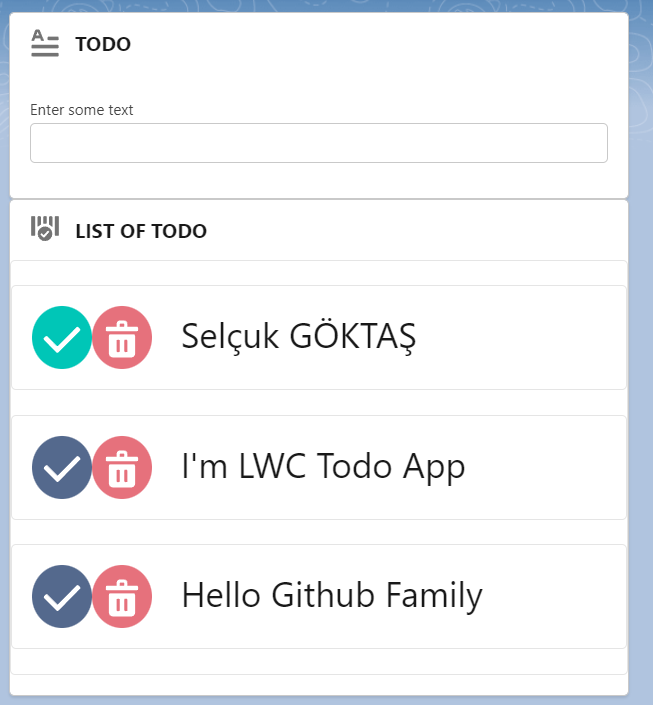 TODO
Enter some text
LIST OF TODO
Selçuk GÖKTAŞ
I'm LWC Todo App
Hello Github Family